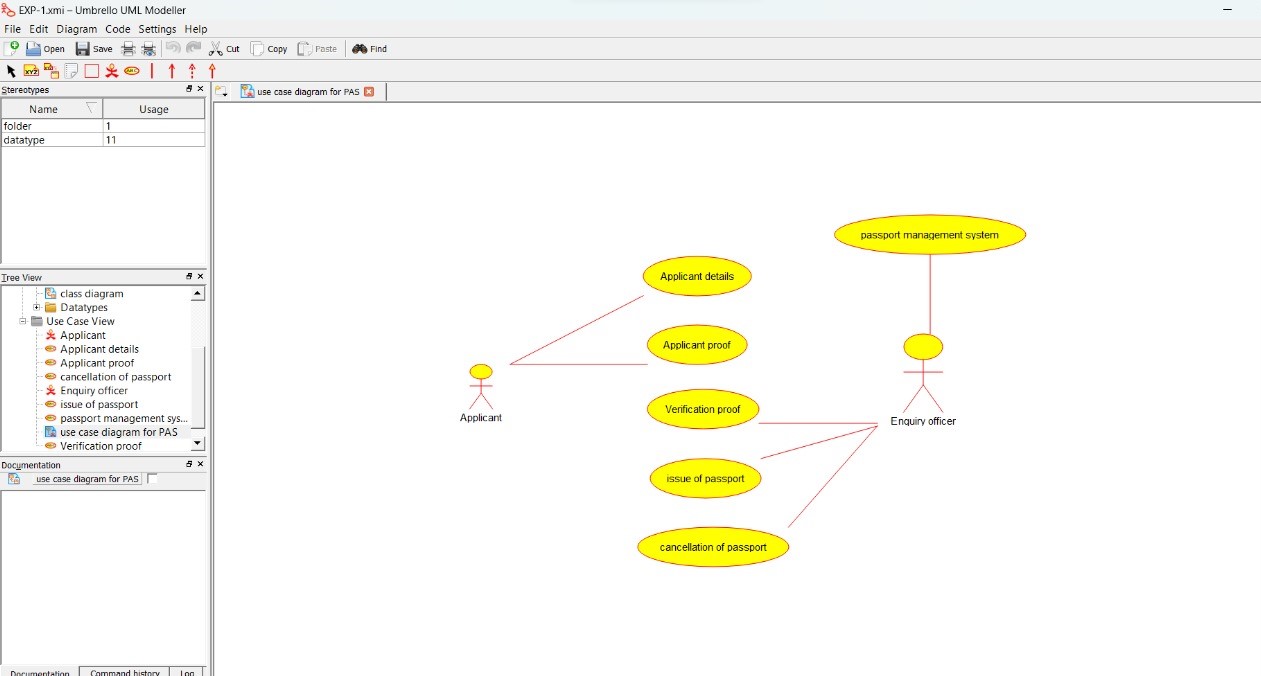 EXP-1.xmi – Umbrello UML Modeller
File Edit Diagram Code Settings Help
Open Save Cut Copy Paste Find
XYZ
Stereotypes
use case diagram for PAS
Name Usage
folder 1
datatype 11
Tree View
class diagram
Datatypes
Use Case View
Applicant
Applicant details
Applicant proof
cancellation of passport
Enquiry officer
issue of passport
passport management sys...
use case diagram for PAS
Verification proof
Documentation
use case diagram for PAS
Documentation Command history Log
passport management system
Applicant details
Applicant proof
Applicant
Verification proof
Enquiry officer
issue of passport
cancellation of passport